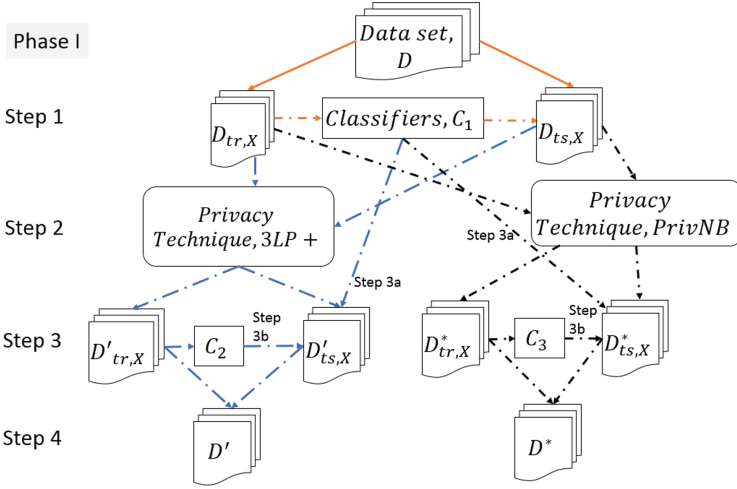 Phase I
Data set,
D
Step 1
D_{tr,X}
Classifiers, C_1
D_{ts,X}
Step 2
Privacy
Technique, 3LP +
Privacy
Technique, PrivNB
Step 3a
Step 3a
Step 3
D'_{tr,X}
C_2
Step
3b
D'_{ts,X}
D^*_{tr,X}
C_3
Step
3b
D^*_{ts,X}
Step 4
D'
D^*